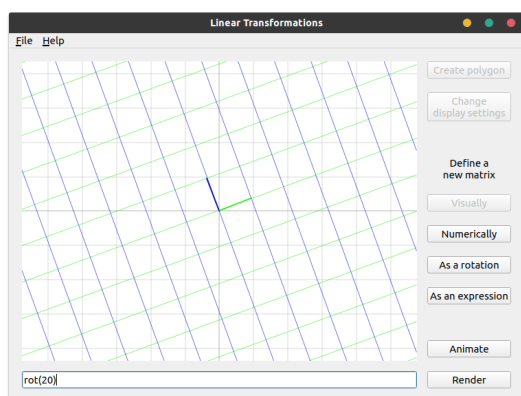 Linear Transformations
File Help
Create polygon
Change
display settings
Define a
new matrix
Visually
Numerically
As a rotation
As an expression
Animate
rot(20)
Render